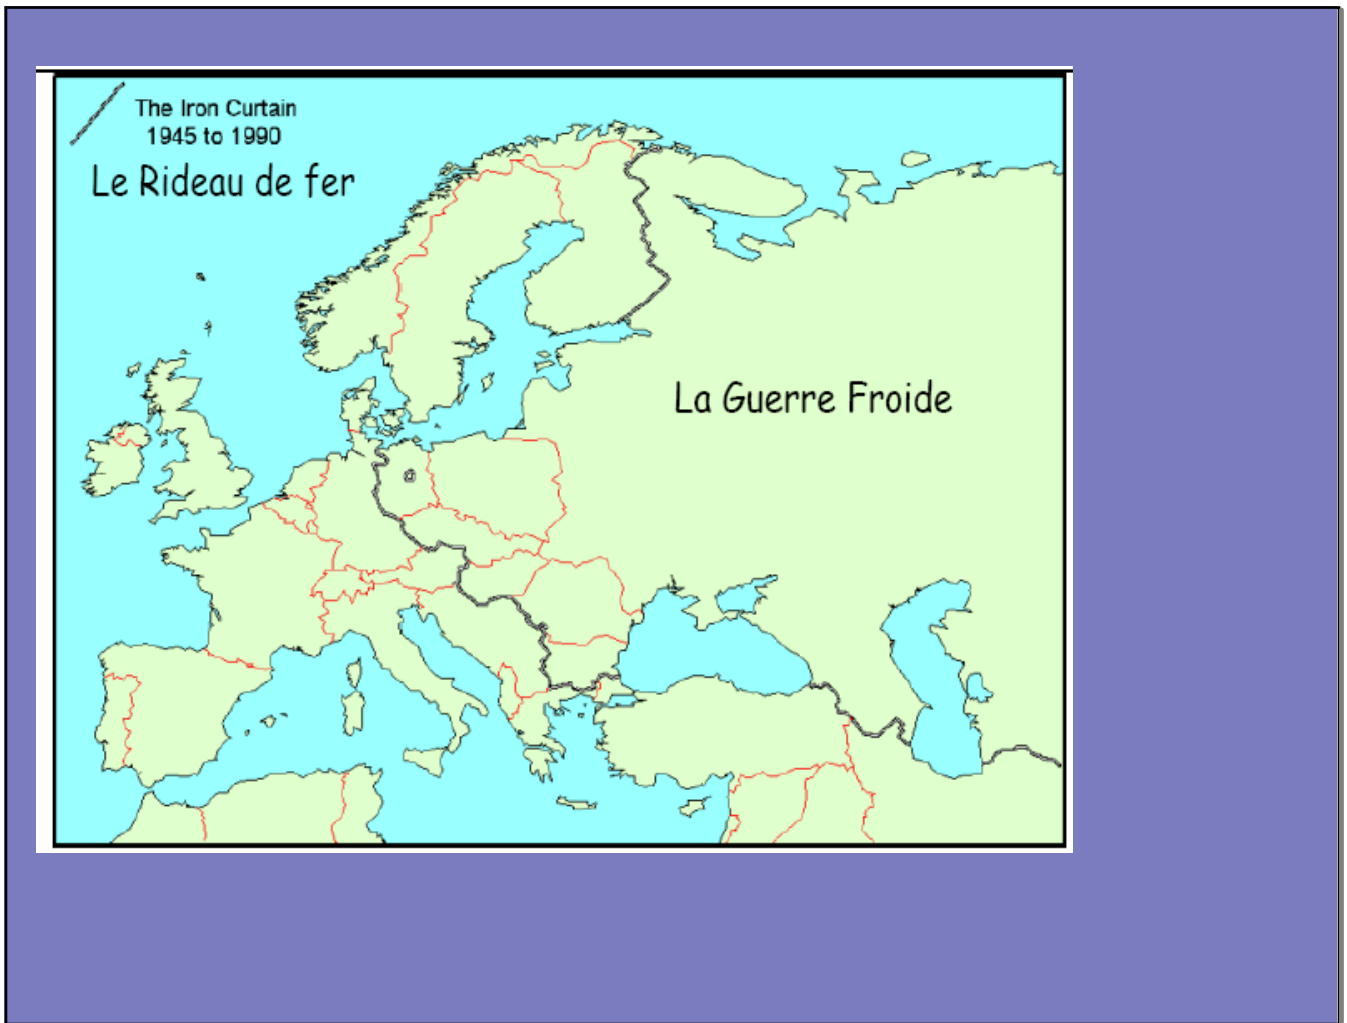 The Iron Curtain
1945 to 1990
Le Rideau de fer
La Guerre Froide